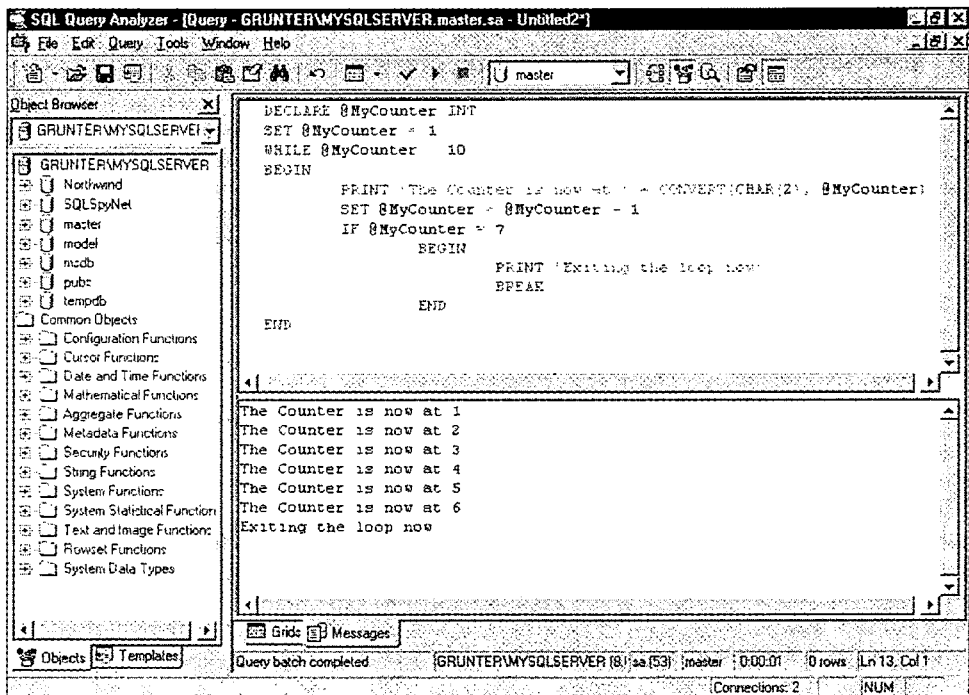 SQL Query Analyzer - [Query - GRUNTER\MYSQLSERVER.master.sa - Untitled2*]
File Edit Query Tools Window Help
master
Object Browser
GRUNTER\MYSQLSERVEI
GRUNTER\MYSQLSERVER
Northwind
SQLSpyNet
master
model
msdb
pubs
tempdb
Common Objects
Configuration Functions
Cursor Functions
Date and Time Functions
Mathematical Functions
Aggregate Functions
Metadata Functions
Security Functions
String Functions
System Functions
System Statistical Function
Text and Image Functions
Rowset Functions
System Data Types
Objects Templates
DECLARE @MyCounter INT
SET @MyCounter = 1
WHILE @MyCounter 10
BEGIN
PRINT 'The Counter is now at ' + CONVERT(CHAR(2), @MyCounter)
SET @MyCounter = @MyCounter 1
IF @MyCounter = 7
BEGIN
PRINT 'Exiting the loop now'
BREAK
END
END
The Counter is now at 1
The Counter is now at 2
The Counter is now at 3
The Counter is now at 4
The Counter is now at 5
The Counter is now at 6
Exiting the loop now
Grids Messages
Query batch completed GRUNTER\MYSQLSERVER (8.) sa (53) master 0:00:01 0 rows Ln 13, Col 1
Connections: 2 NUM